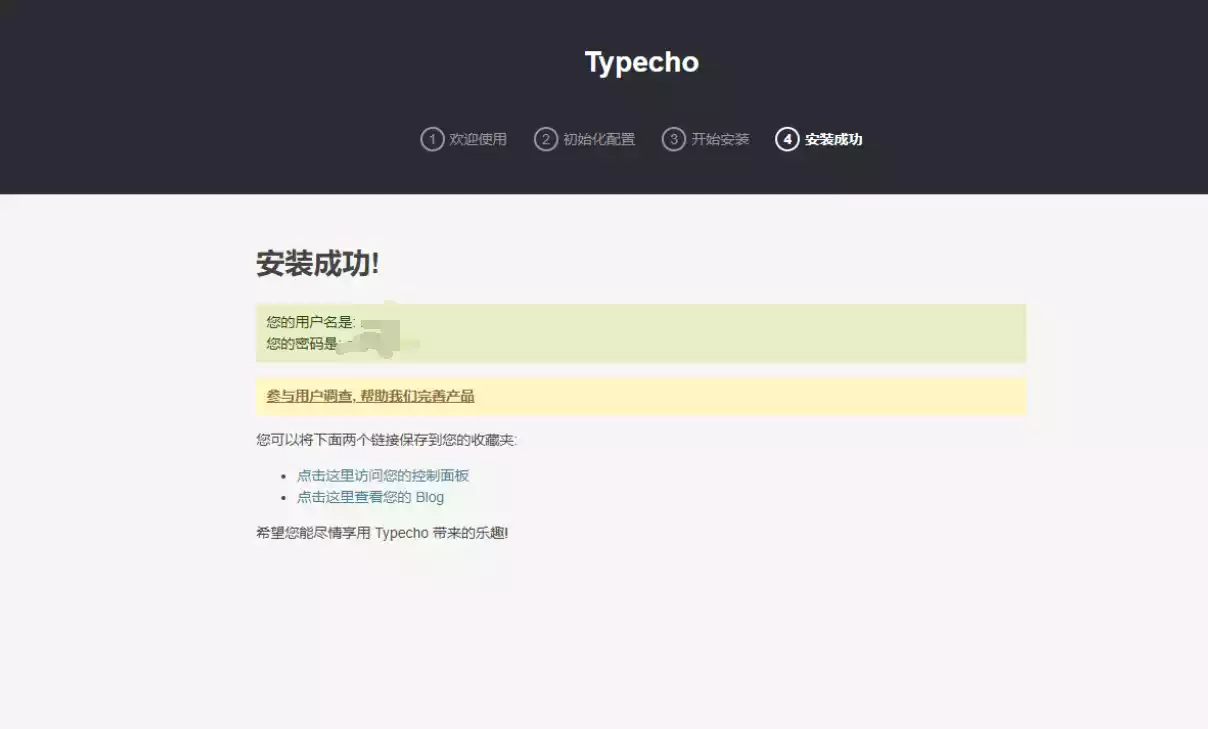 Typecho
1 欢迎使用 2 初始化配置 3 开始安装 4 安装成功
安装成功!
您的用户名是:
您的密码是:
参与用户调查, 帮助我们完善产品
您可以将下面两个链接保存到您的收藏夹:
点击这里访问您的控制面板
点击这里查看您的 Blog
希望您能尽情享用 Typecho 带来的乐趣!